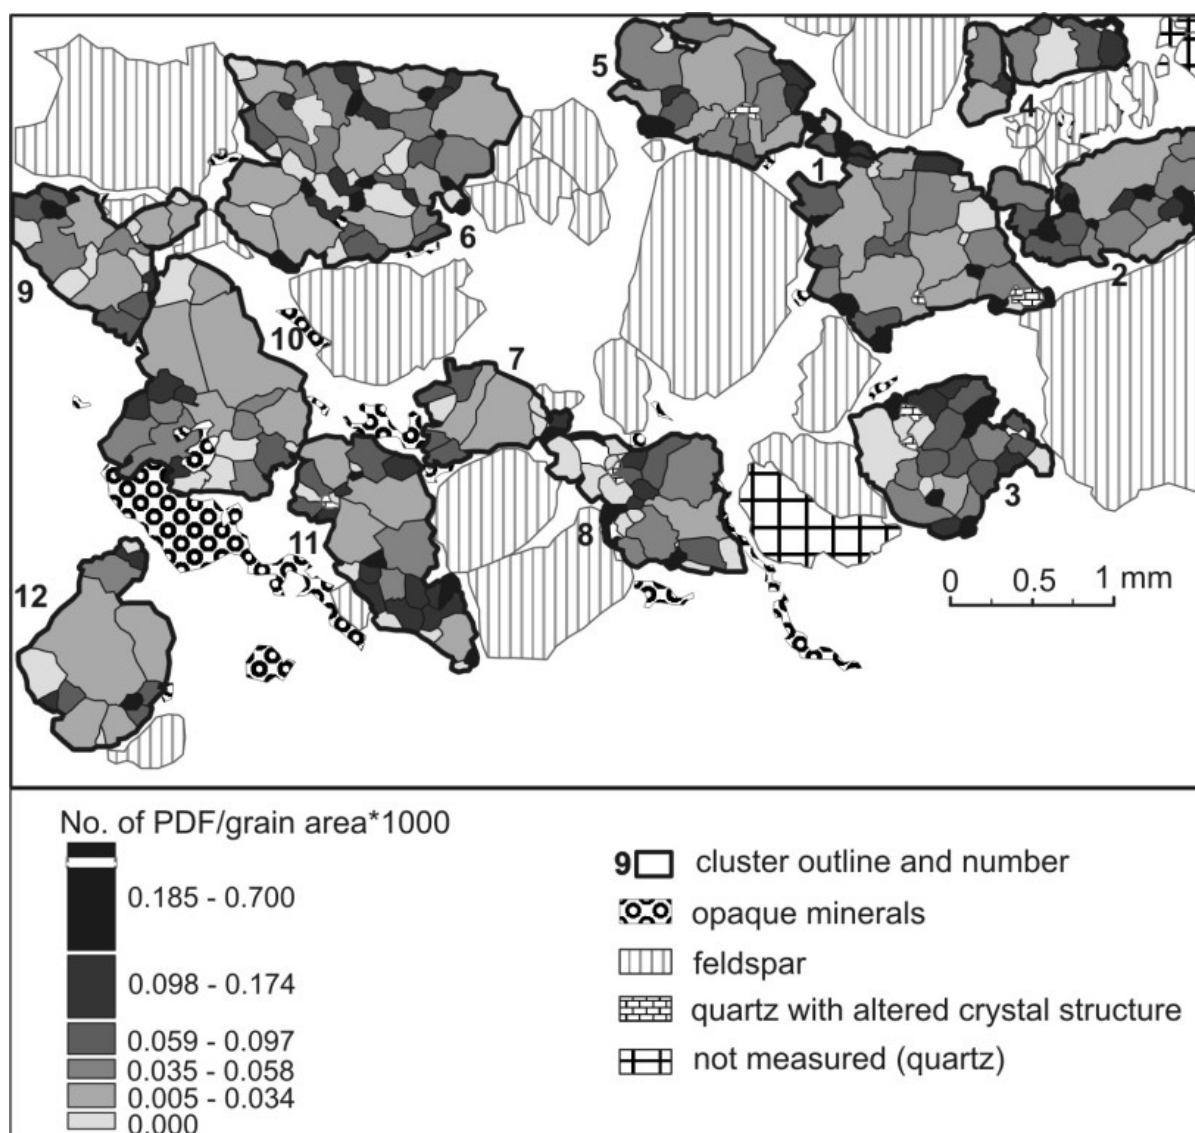 5
4
1
6
2
9
10
7
3
8
11
12
0 0.5 1 mm
No. of PDF/grain area*1000
0.185 - 0.700
0.098 - 0.174
0.059 - 0.097
0.035 - 0.058
0.005 - 0.034
0.000
9 cluster outline and number
opaque minerals
feldspar
quartz with altered crystal structure
not measured (quartz)